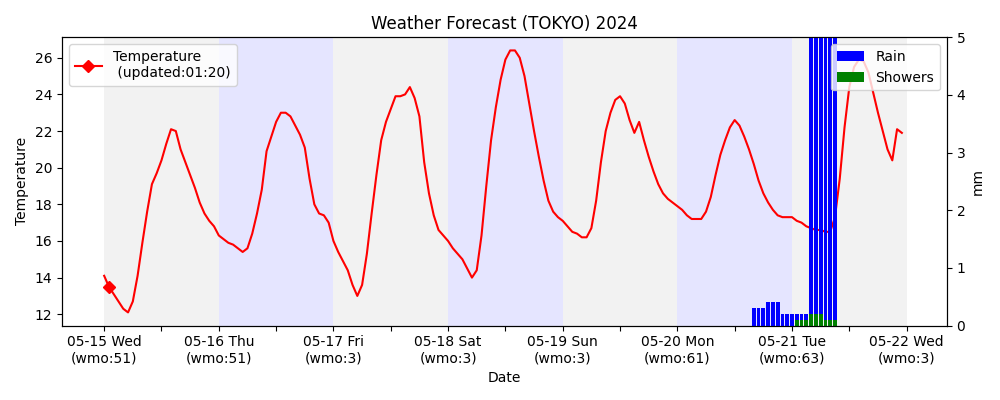 Weather Forecast (TOKYO) 2024
Temperature
(updated:01:20)
Rain
Showers
26
24
22
20
18
16
14
12
Temperature
5
4
3
2
1
0
mm
05-15 Wed
(wmo:51)
05-16 Thu
(wmo:51)
05-17 Fri
(wmo:3)
05-18 Sat
(wmo:3)
05-19 Sun
(wmo:3)
05-20 Mon
(wmo:61)
05-21 Tue
(wmo:63)
05-22 Wed
(wmo:3)
Date